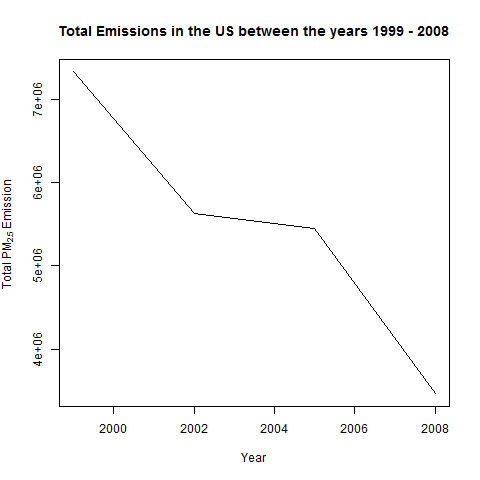 Total Emissions in the US between the years 1999 - 2008
Total PM2.5 Emission
7e+06
6e+06
5e+06
4e+06
2000 2002 2004 2006 2008
Year